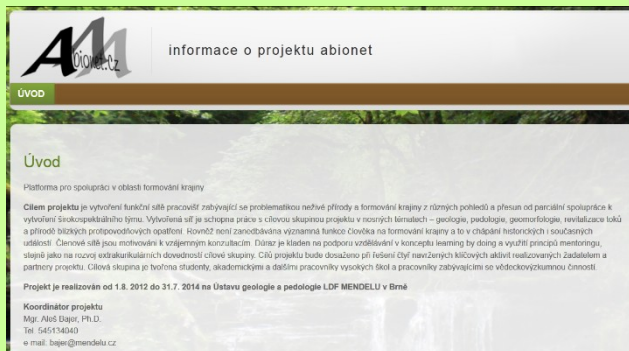 Abionet.cz
informace o projektu abionet
ÚVOD
Úvod
Platforma pro spolupráci v oblasti formování krajiny
Cílem projektu je vytvoření funkční sítě pracovišť zabývající se problematikou neživé přírody a formování krajiny z různých pohledů a přesun od parciální spolupráce k
vytvoření širokospektrálního týmu. Vytvořená síť je schopna práce s cílovou skupinou projektu v nosných tématech – geologie, pedologie, geomorfologie, revitalizace toků
a přírodě blízkých protipovodňových opatření. Rovněž není zanedbávána významná funkce člověka na formování krajiny a to v chápání historických i současných
událostí. Členové sítě jsou motivováni k vzájemným konzultacím. Důraz je kladen na podporu vzdělávání v konceptu learning by doing a využití principů mentoringu,
stejně jako na rozvoj extrakurikulárních dovedností cílové skupiny. Cílů projektu bude dosaženo při řešení čtyř navržených klíčových aktivit realizovaných žadatelem a
partnery projektu. Cílová skupina je tvořena studenty, akademickými a dalšími pracovníky vysokých škol a pracovníky zabývajícími se vědeckovýzkumnou činností.
Projekt je realizován od 1.8. 2012 do 31.7. 2014 na Ústavu geologie a pedologie LDF MENDELU v Brně
Koordinátor projektu
Mgr. Aleš Bajer, Ph.D.
Tel. 545134040
e mail: bajer@mendelu.cz